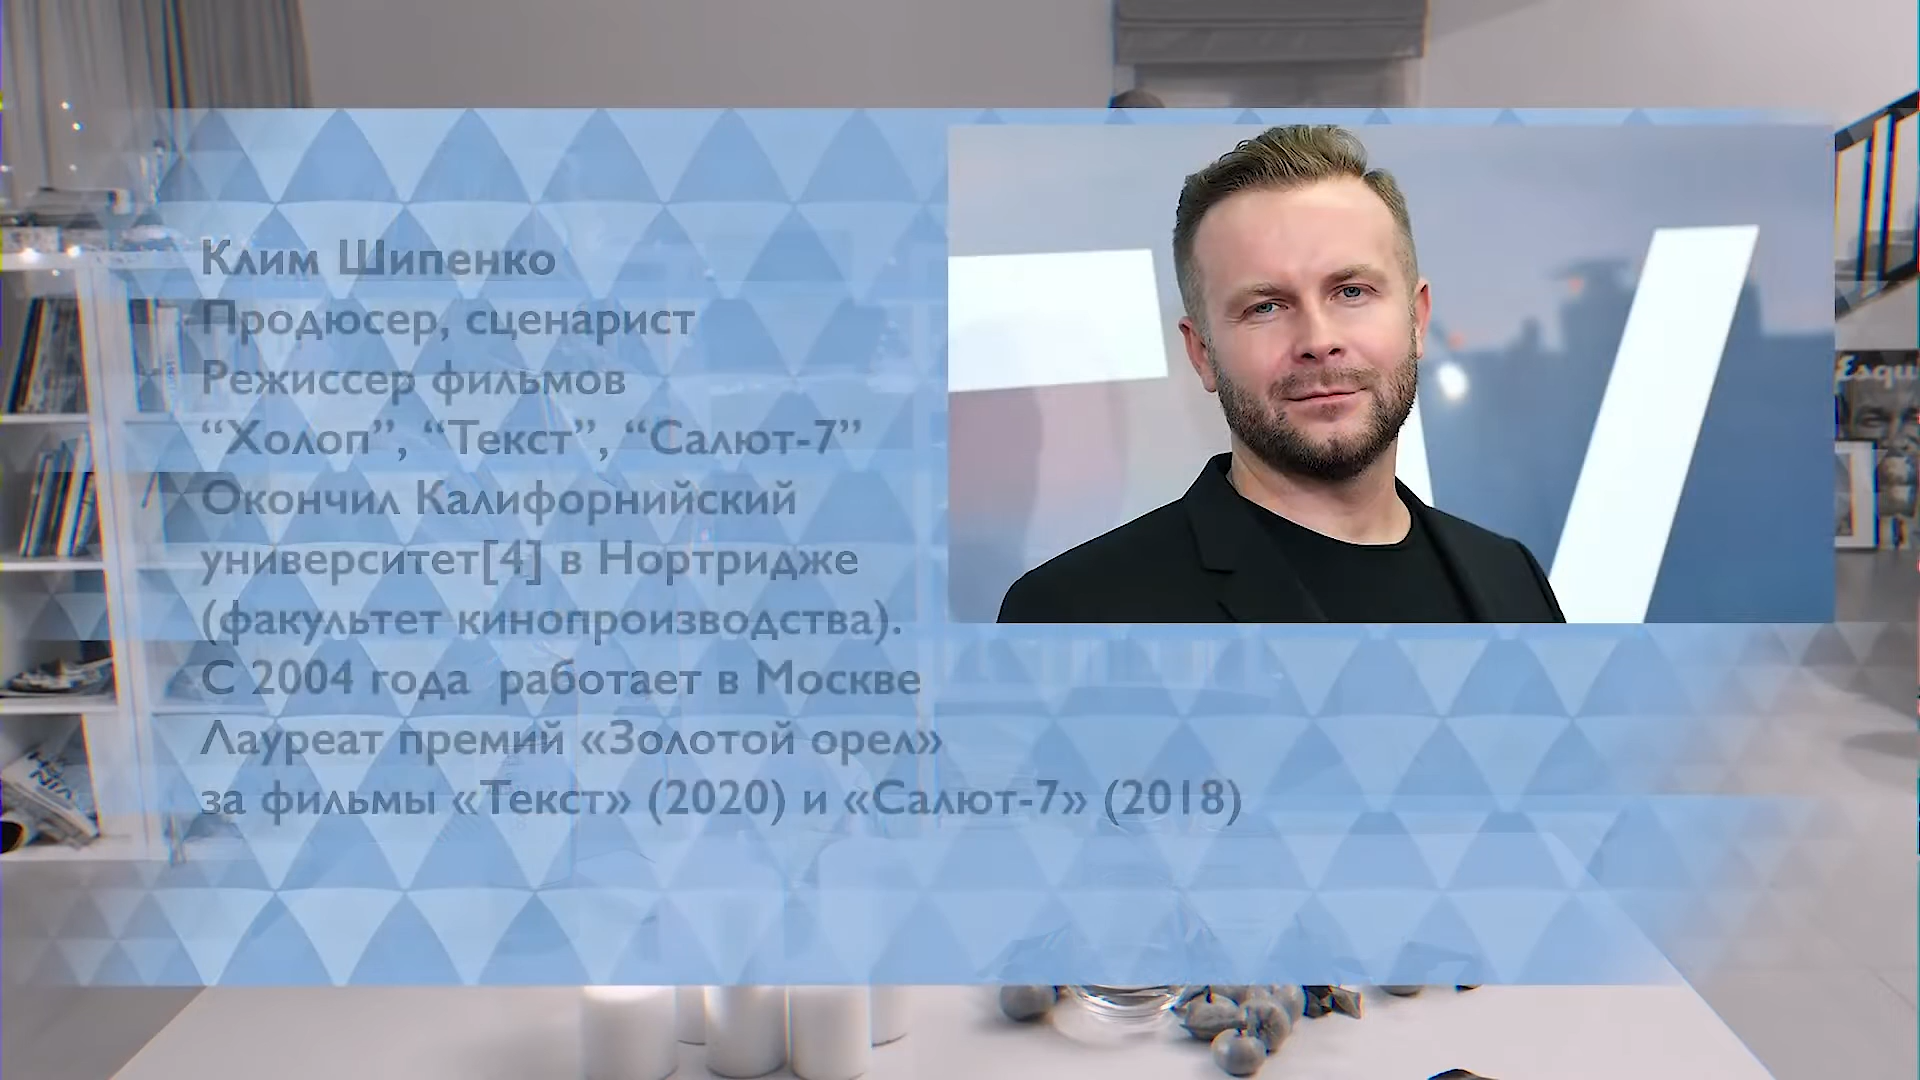 Клим Шипенко
Продюсер, сценарист
Режиссер фильмов
“Холоп”, “Текст”, “Салют-7”
Окончил Калифорнийский
университет[4] в Нортридже
(факультет кинопроизводства).
С 2004 года  работает в Москве
Лауреат премий «Золотой орел»
за фильмы «Текст» (2020) и «Салют-7» (2018)